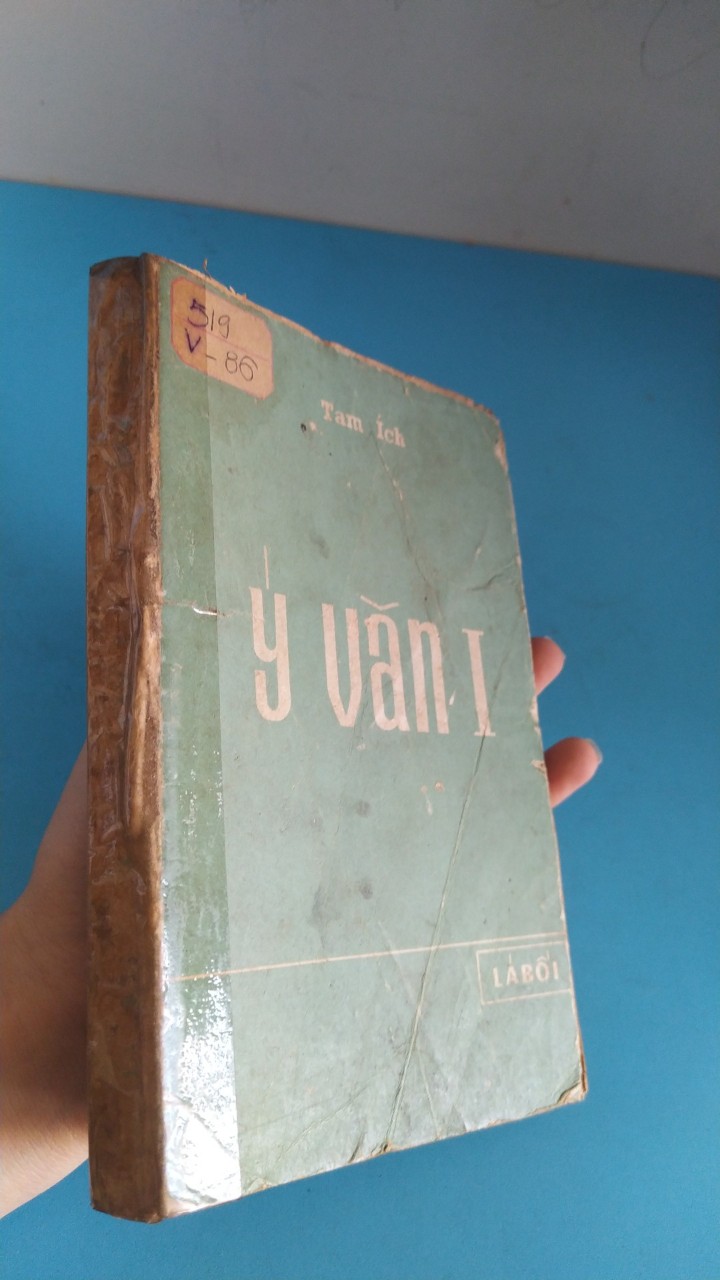 519
V-86
Tam Ích
ý văn I
LÁ BỐI